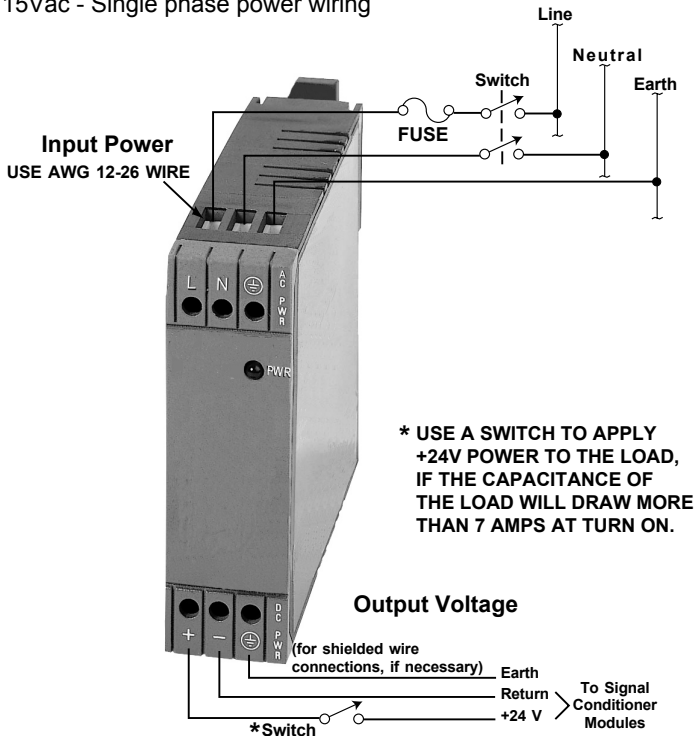 15Vac - Single phase power wiring
Line
Neutral
Earth
Switch
FUSE
Input Power
USE AWG 12-26 WIRE
L N
AC PWR
PWR
* USE A SWITCH TO APPLY
+24V POWER TO THE LOAD,
IF THE CAPACITANCE OF
THE LOAD WILL DRAW MORE
THAN 7 AMPS AT TURN ON.
Output Voltage
DC PWR
+ −
(for shielded wire
connections, if necessary)
Earth
Return
+24 V
To Signal
Conditioner
Modules
*Switch